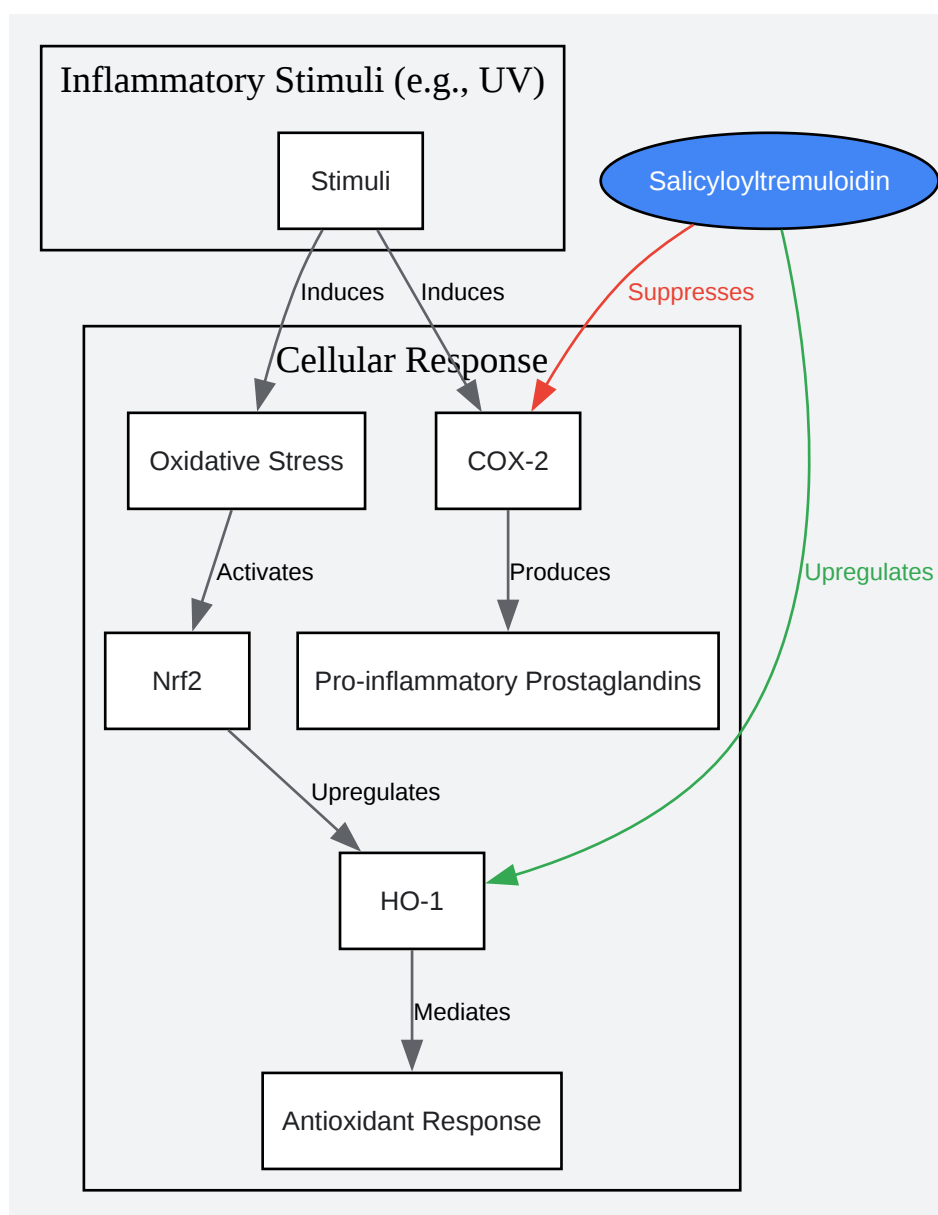 Inflammatory Stimuli (e.g., UV)
Stimuli
Salicyloyltremuloidin
Induces
Induces
Suppresses
Cellular Response
Oxidative Stress
COX-2
Activates
Produces
Upregulates
Nrf2
Pro-inflammatory Prostaglandins
Upregulates
HO-1
Mediates
Antioxidant Response